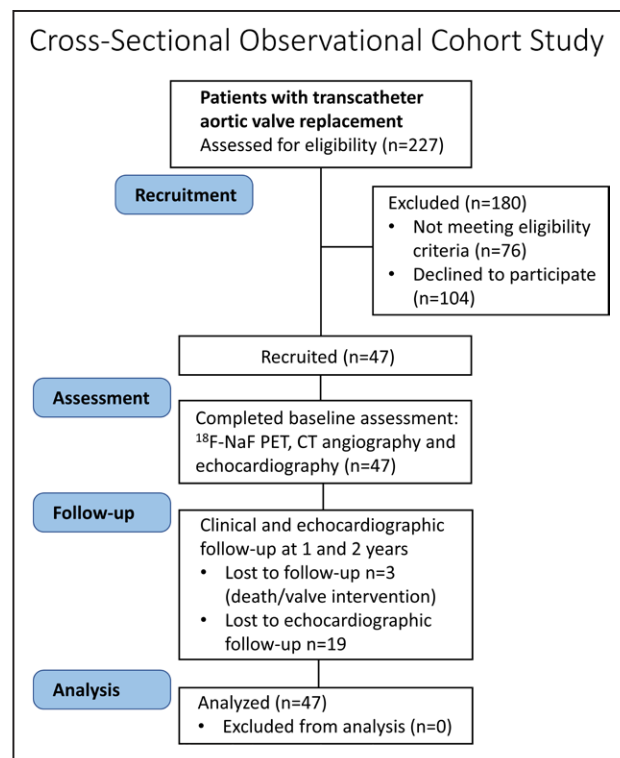 Cross-Sectional Observational Cohort Study
Patients with transcatheter
aortic valve replacement
Assessed for eligibility (n=227)
Recruitment
Excluded (n=180)
• Not meeting eligibility
criteria (n=76)
• Declined to participate
(n=104)
Recruited (n=47)
Assessment
Completed baseline assessment:
¹⁸F-NaF PET, CT angiography and
echocardiography (n=47)
Follow-up
Clinical and echocardiographic
follow-up at 1 and 2 years
• Lost to follow-up n=3
(death/valve intervention)
• Lost to echocardiographic
follow-up n=19
Analysis
Analyzed (n=47)
• Excluded from analysis (n=0)